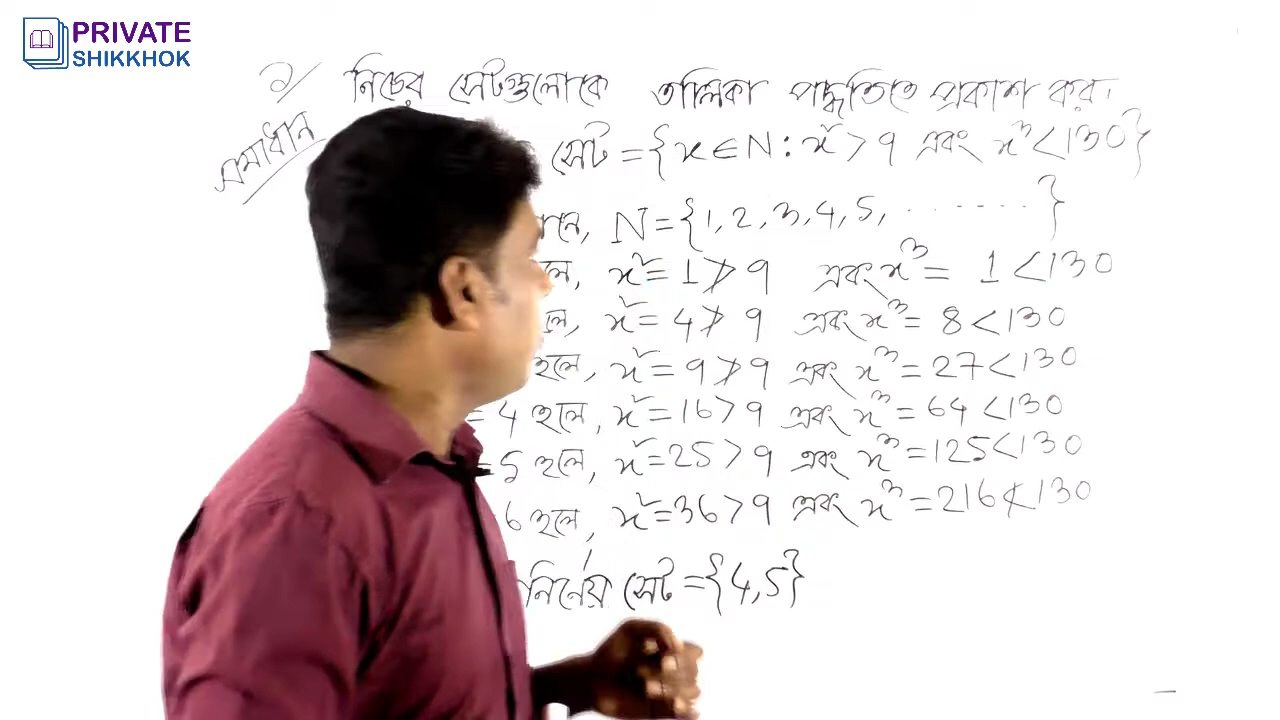 PRIVATE
SHIKKHOK
১/ নিচের সেটগুলোকে তালিকা পদ্ধতিতে প্রকাশ কর।
সমাধান
সেট = {x ∈ N : x² > 9 এবং x³ < 130}
N = {1, 2, 3, 4, 5, ........}
x² = 1 ≯ 9 এবং x³ = 1 < 130
x² = 4 ≯ 9 এবং x³ = 8 < 130
হলে, x² = 9 ≯ 9 এবং x³ = 27 < 130
= 4 হলে, x² = 16 > 9 এবং x³ = 64 < 130
= 5 হলে, x² = 25 > 9 এবং x³ = 125 < 130
6 হলে, x² = 36 > 9 এবং x³ = 216 ≮ 130
নির্ণেয় সেট = {4, 5}